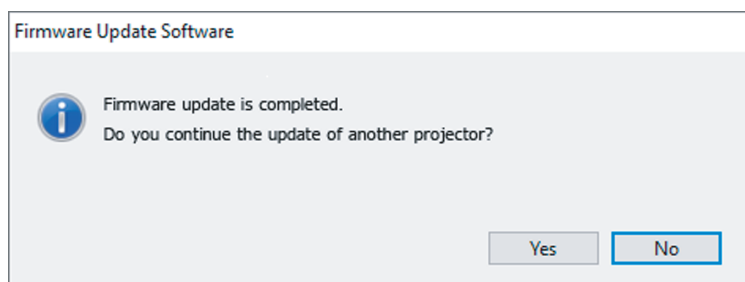 Firmware Update Software
Firmware update is completed.
Do you continue the update of another projector?
Yes
No